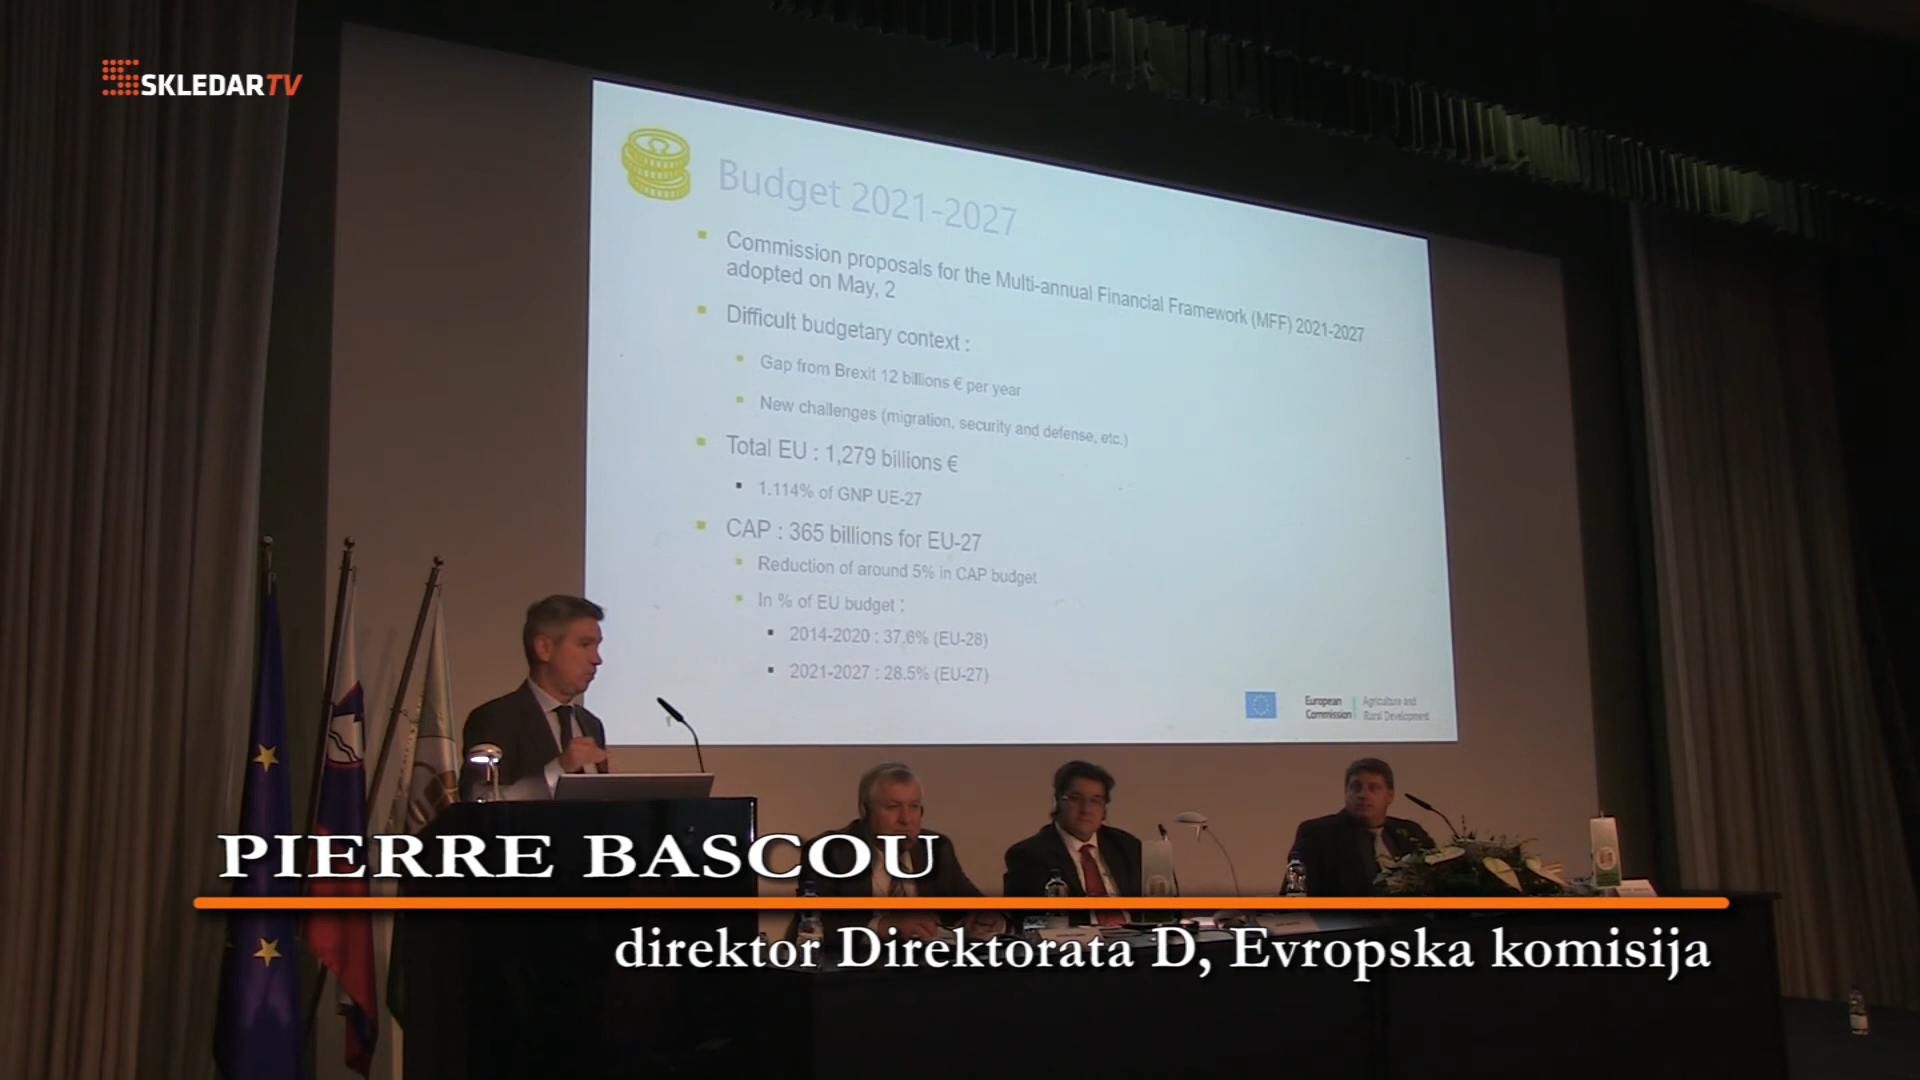 SKLEDARTV
Budget 2021-2027
Commission proposals for the Multi-annual Financial Framework (MFF) 2021-2027
adopted on May, 2
Difficult budgetary context :
Gap from Brexit 12 billions € per year
New challenges (migration, security and defense, etc.)
Total EU : 1,279 billions €
1.114% of GNP UE-27
CAP : 365 billions for EU-27
Reduction of around 5% in CAP budget
In % of EU budget :
2014-2020 : 37.6% (EU-28)
2021-2027 : 28.5% (EU-27)
European
Commission
Agriculture and
Rural Development
PIERRE BASCOU
direktor Direktorata D, Evropska komisija